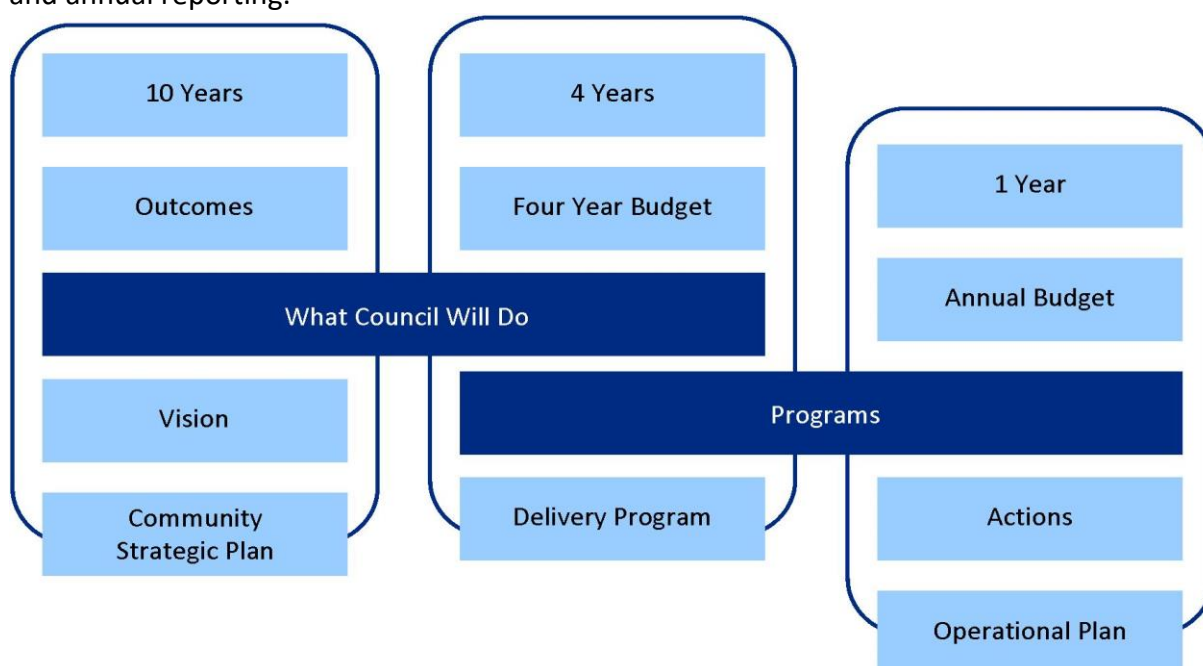 and annual reporting.
10 Years
Outcomes
What Council Will Do
Vision
Community
Strategic Plan
4 Years
Four Year Budget
Programs
Delivery Program
1 Year
Annual Budget
Actions
Operational Plan